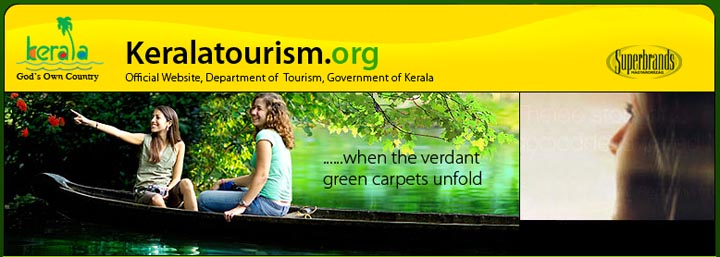 kerala
God's Own Country
Keralatourism.org
Official Website, Department of Tourism, Government of Kerala
Superbrands
......when the verdant
green carpets unfold